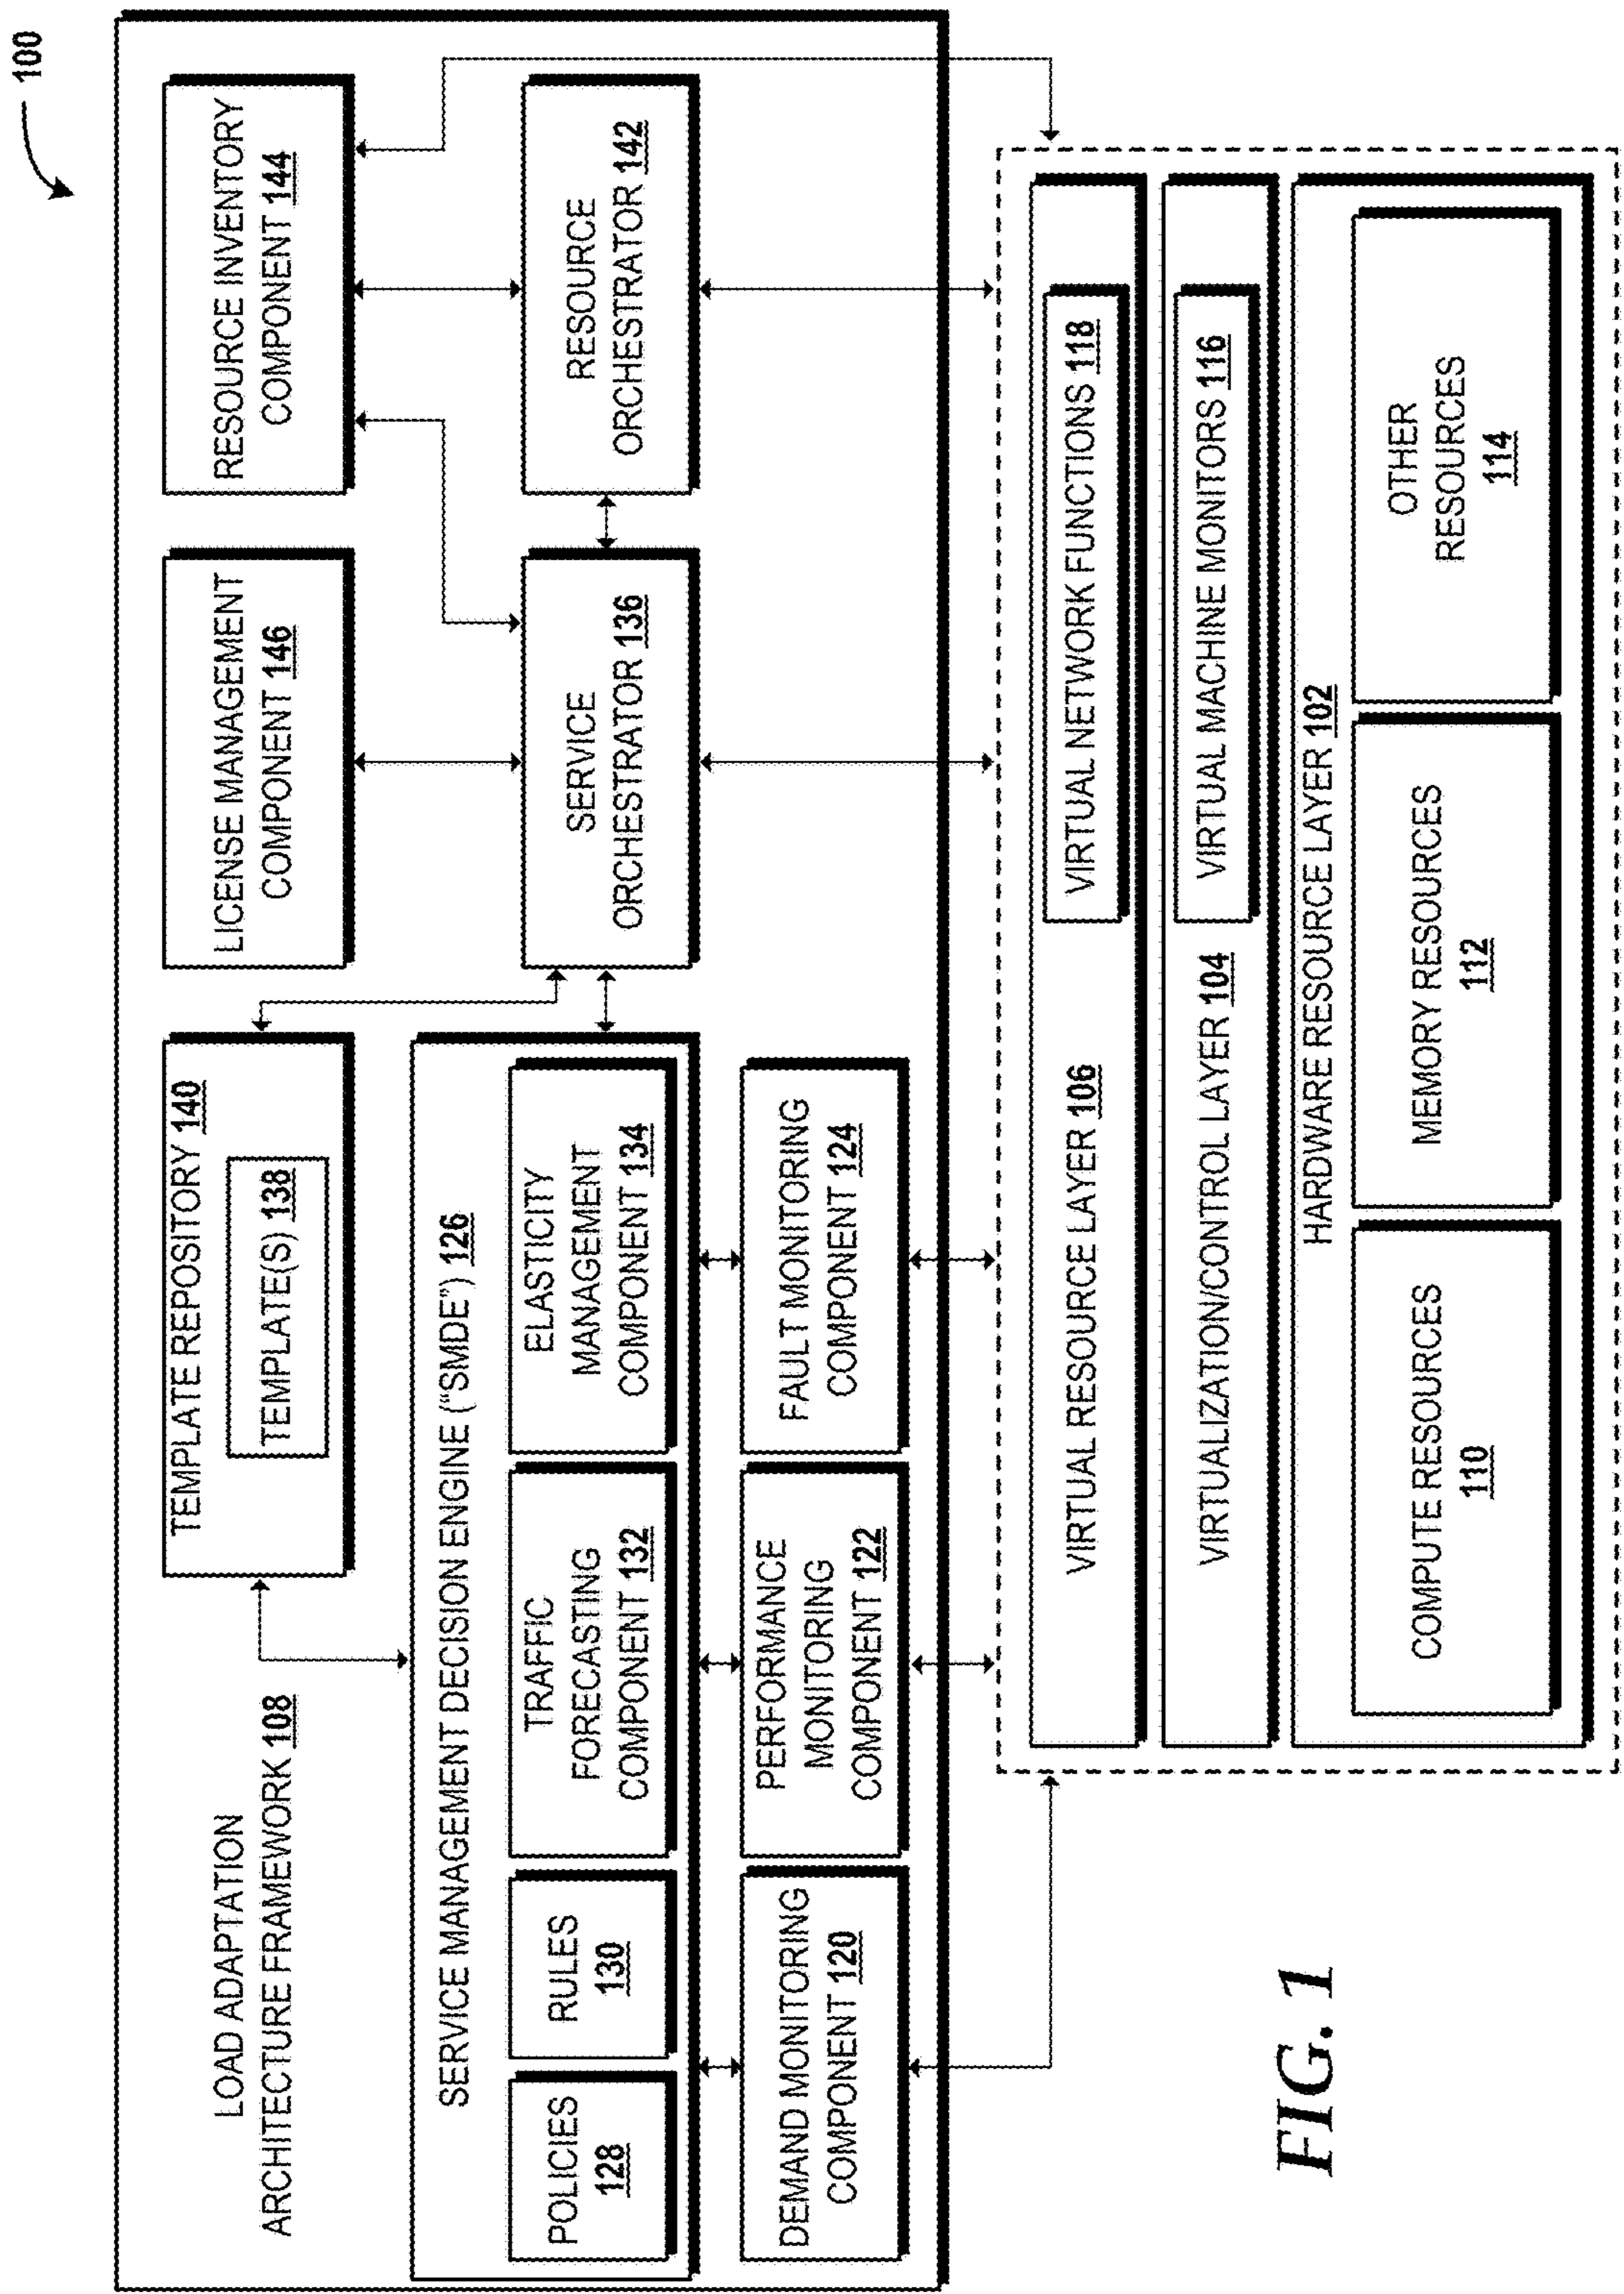 100
LOAD ADAPTATION
ARCHITECTURE FRAMEWORK 108
TEMPLATE REPOSITORY 140
TEMPLATE(S) 138
LICENSE MANAGEMENT
COMPONENT 146
RESOURCE INVENTORY
COMPONENT 144
SERVICE MANAGEMENT DECISION ENGINE (“SMDE”) 126
POLICIES
128
RULES
130
TRAFFIC
FORECASTING
COMPONENT 132
ELASTICITY
MANAGEMENT
COMPONENT 134
SERVICE
ORCHESTRATOR 136
RESOURCE
ORCHESTRATOR 142
DEMAND MONITORING
COMPONENT 120
PERFORMANCE
MONITORING
COMPONENT 122
FAULT MONITORING
COMPONENT 124
VIRTUAL RESOURCE LAYER 106
VIRTUAL NETWORK FUNCTIONS 118
VIRTUALIZATION/CONTROL LAYER 104
VIRTUAL MACHINE MONITORS 116
HARDWARE RESOURCE LAYER 102
COMPUTE RESOURCES
110
MEMORY RESOURCES
112
OTHER
RESOURCES
114
FIG. 1